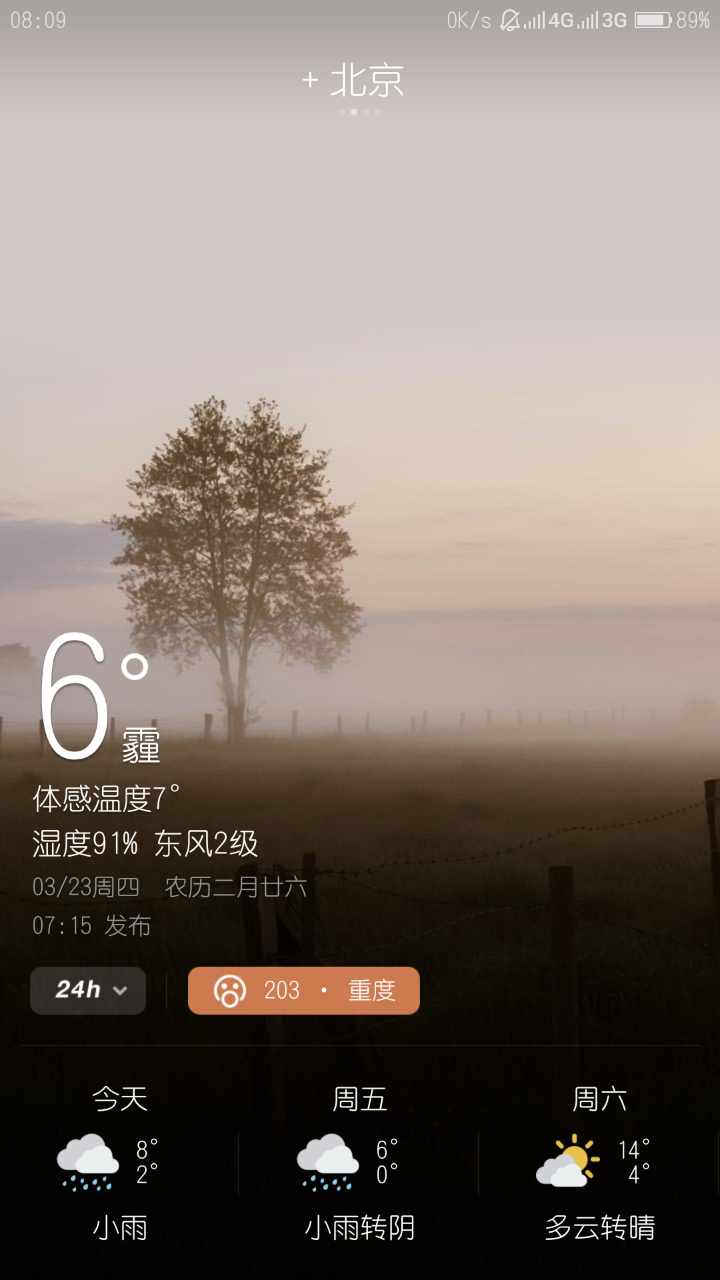 08:09 0K/s 4G 3G 89%
+ 北京
6°
霾
体感温度7°
湿度91% 东风2级
03/23周四 农历二月廿六
07:15 发布
24h 203 · 重度
今天 周五 周六
8° 6° 14°
2° 0° 4°
小雨 小雨转阴 多云转晴